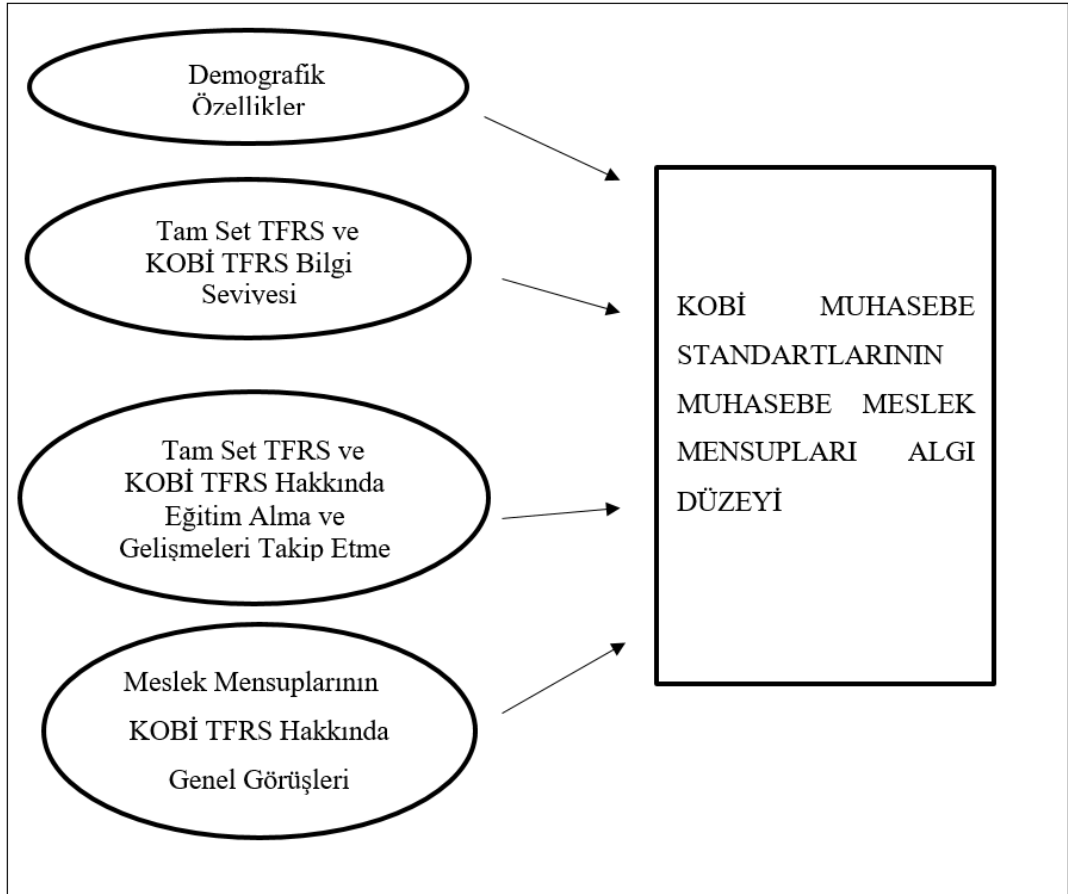 Demografik
Özellikler
Tam Set TFRS ve
KOBİ TFRS Bilgi
Seviyesi
Tam Set TFRS ve
KOBİ TFRS Hakkında
Eğitim Alma ve
Gelişmeleri Takip Etme
Meslek Mensuplarının
KOBİ TFRS Hakkında
Genel Görüşleri
KOBİ MUHASEBE
STANDARTLARININ
MUHASEBE MESLEK
MENSUPLARI ALGI
DÜZEYİ